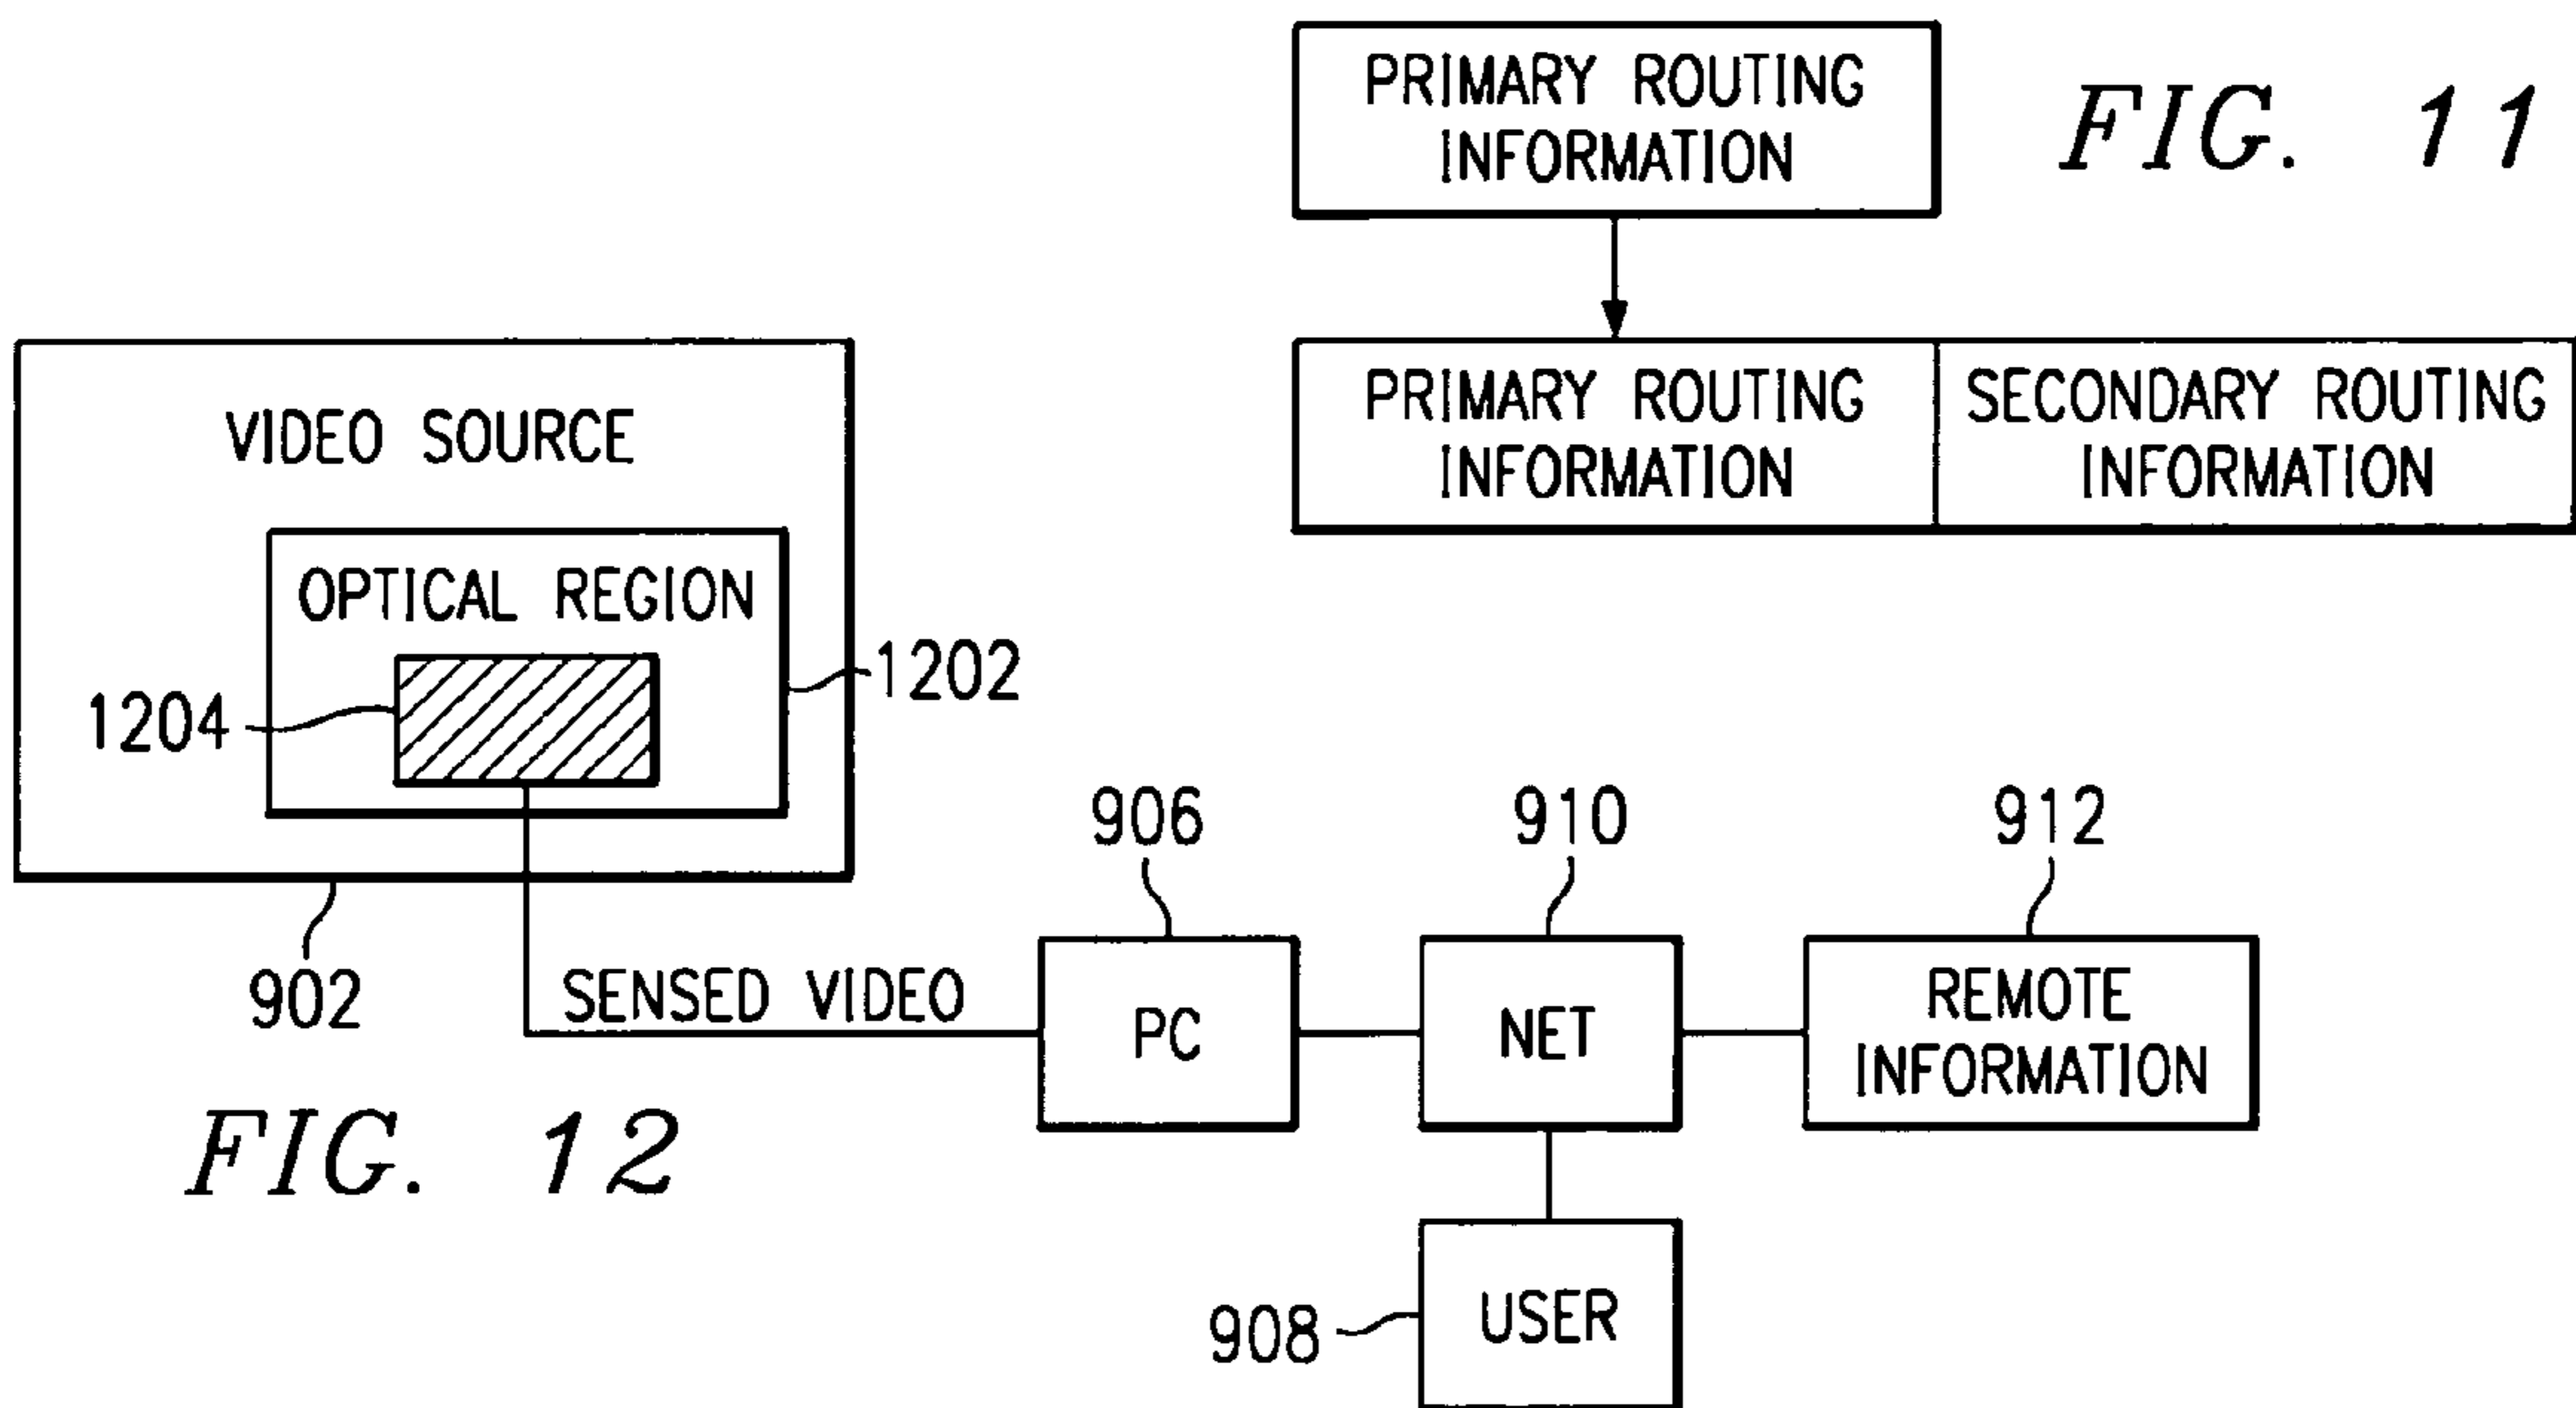 PRIMARY ROUTING
INFORMATION
FIG. 11
PRIMARY ROUTING
INFORMATION
SECONDARY ROUTING
INFORMATION
VIDEO SOURCE
OPTICAL REGION
1202
1204
902
SENSED VIDEO
906
PC
910
NET
912
REMOTE
INFORMATION
908
USER
FIG. 12